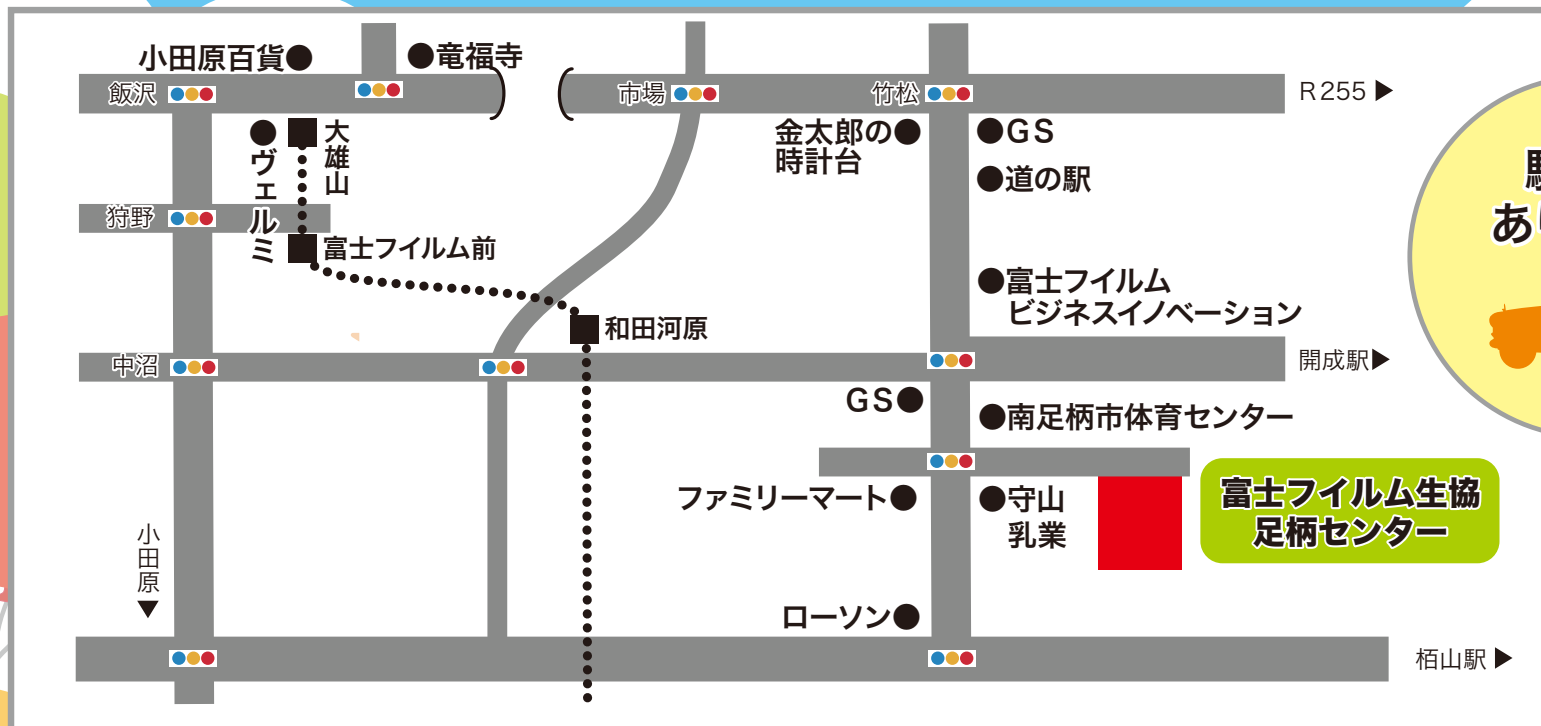 小田原百貨●
●竜福寺
飯沢
市場
竹松
R255 ▶
大雄山
●ヴェルミ
金太郎の
時計台
●GS
●道の駅
狩野
富士フイルム前
●富士フイルム
ビジネスイノベーション
和田河原
中沼
開成駅▶
GS●
●南足柄市体育センター
ファミリーマート●
●守山
乳業
富士フイルム生協
足柄センター
小田原▼
ローソン●
栢山駅▶